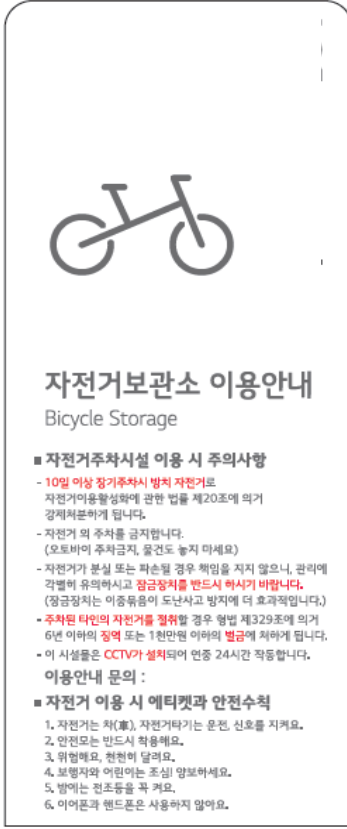 자전거보관소 이용안내
Bicycle Storage
■ 자전거주차시설 이용 시 주의사항
- 10일 이상 장기주차시 방치 자전거로
자전거이용활성화에 관한 법률 제20조에 의거
강제처분하게 됩니다.
- 자전거 외 주차를 금지합니다.
(오토바이 주차금지, 물건도 놓지 마세요)
- 자전거가 분실 또는 파손될 경우 책임을 지지 않으니, 관리에
각별히 유의하시고 잠금장치를 반드시 하시기 바랍니다.
(잠금장치는 이중묶음이 도난사고 방지에 더 효과적입니다.)
- 주차된 타인의 자전거를 절취할 경우 형법 제329조에 의거
6년 이하의 징역 또는 1천만원 이하의 벌금에 처하게 됩니다.
- 이 시설물은 CCTV가 설치되어 연중 24시간 작동합니다.
이용안내 문의 :
■ 자전거 이용 시 에티켓과 안전수칙
1. 자전거는 차(車), 자전거타기는 운전, 신호를 지켜요.
2. 안전모는 반드시 착용해요.
3. 위험해요, 천천히 달려요.
4. 보행자와 어린이는 조심! 양보하세요.
5. 밤에는 전조등을 꼭 켜요.
6. 이어폰과 핸드폰은 사용하지 않아요.